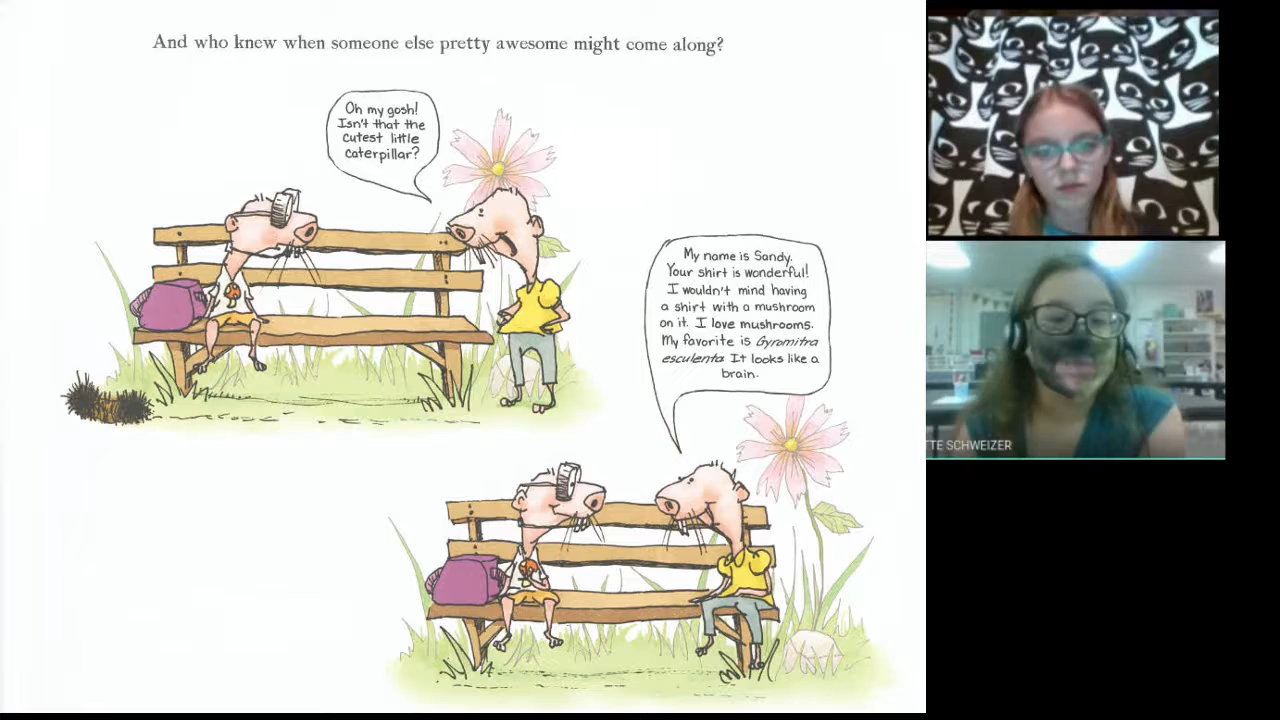 And who knew when someone else pretty awesome might come along?
Oh my gosh!
Isn't that the
cutest little
caterpillar?
My name is Sandy.
Your shirt is wonderful!
I wouldn't mind having
a shirt with a mushroom
on it. I love mushrooms.
My favorite is Gyromitra
esculenta. It looks like a
brain.
TTE SCHWEIZER